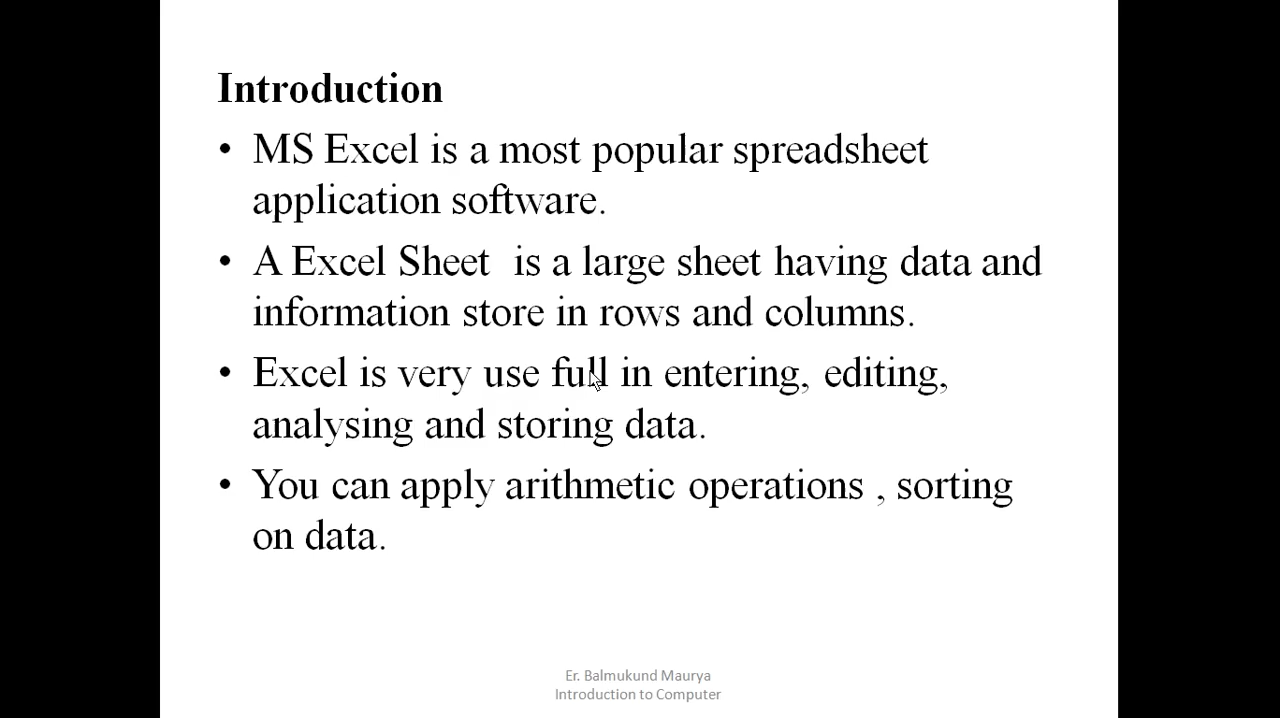 Introduction
• MS Excel is a most popular spreadsheet
application software.
• A Excel Sheet is a large sheet having data and
information store in rows and columns.
• Excel is very use full in entering, editing,
analysing and storing data.
• You can apply arithmetic operations , sorting
on data.
Er. Balmukund Maurya
Introduction to Computer